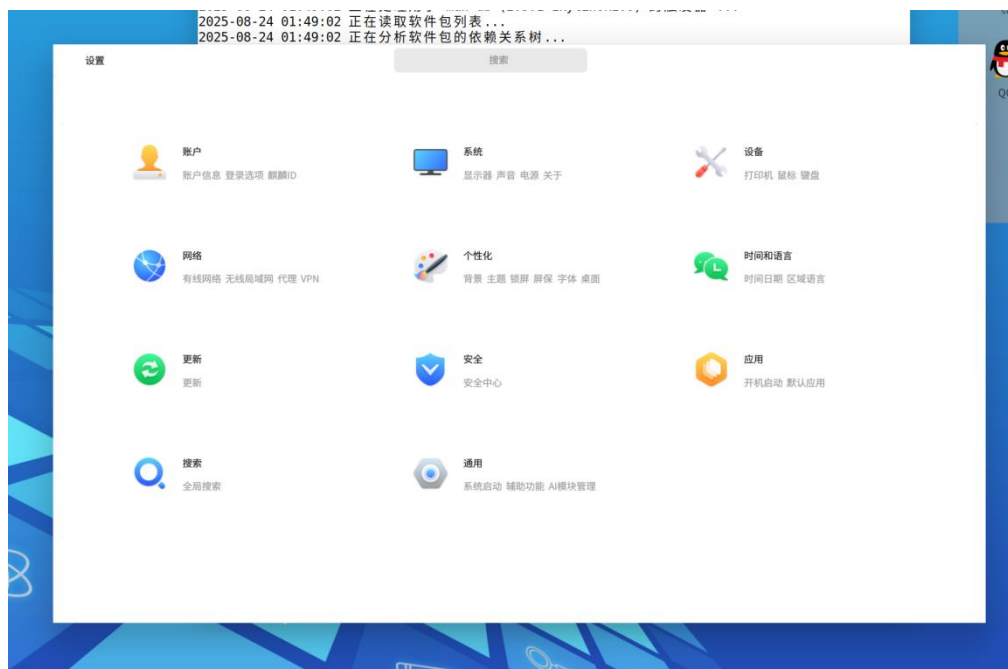 2025-08-24 01:49:02 正在读取软件包列表...
2025-08-24 01:49:02 正在分析软件包的依赖关系树...
设置
搜索
账户
账户信息 登录选项 麒麟ID
系统
显示器 声音 电源 关于
设备
打印机 鼠标 键盘
网络
有线网络 无线局域网 代理 VPN
个性化
背景 主题 锁屏 屏保 字体 桌面
时间和语言
时间日期 区域语言
更新
更新
安全
安全中心
应用
开机启动 默认应用
搜索
全局搜索
通用
系统启动 辅助功能 AI模块管理